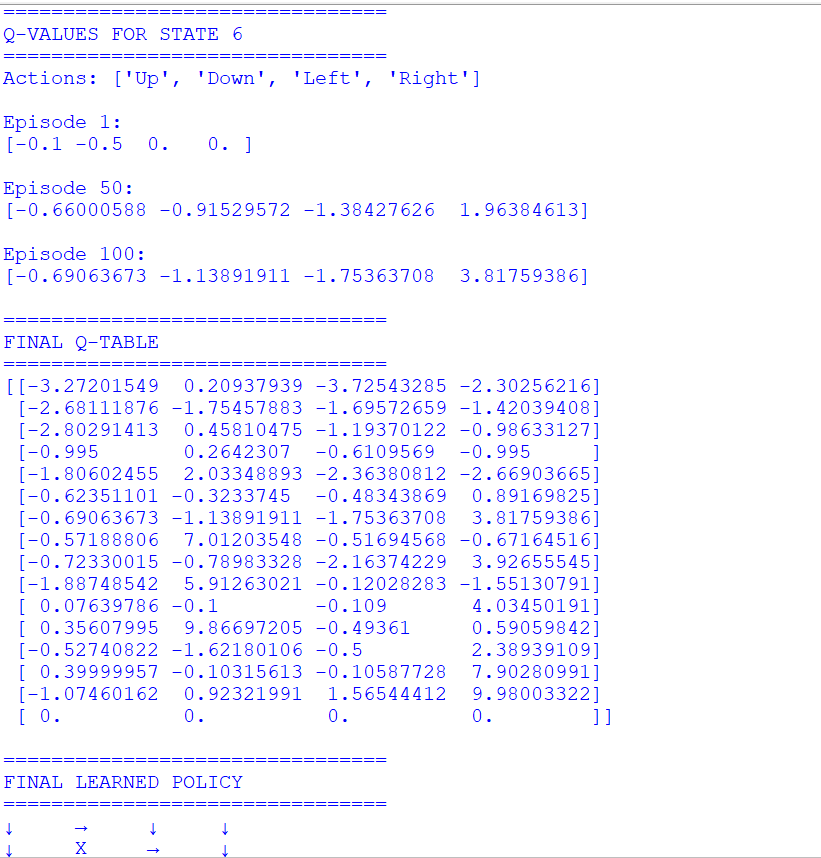 ================================
Q-VALUES FOR STATE 6
================================
Actions: ['Up', 'Down', 'Left', 'Right']
Episode 1:
[-0.1 -0.5  0.   0. ]
Episode 50:
[-0.66000588 -0.91529572 -1.38427626  1.96384613]
Episode 100:
[-0.69063673 -1.13891911 -1.75363708  3.81759386]
================================
FINAL Q-TABLE
================================
[[-3.27201549  0.20937939 -3.72543285 -2.30256216]
 [-2.68111876 -1.75457883 -1.69572659 -1.42039408]
 [-2.80291413  0.45810475 -1.19370122 -0.98633127]
 [-0.995       0.2642307  -0.6109569  -0.995     ]
 [-1.80602455  2.03348893 -2.36380812 -2.66903665]
 [-0.62351101 -0.3233745  -0.48343869  0.89169825]
 [-0.69063673 -1.13891911 -1.75363708  3.81759386]
 [-0.57188806  7.01203548 -0.51694568 -0.67164516]
 [-0.72330015 -0.78983328 -2.16374229  3.92655545]
 [-1.88748542  5.91263021 -0.12028283 -1.55130791]
 [ 0.07639786 -0.1        -0.109       4.03450191]
 [ 0.35607995  9.86697205 -0.49361     0.59059842]
 [-0.52740822 -1.62180106 -0.5         2.38939109]
 [ 0.39999957 -0.10315613 -0.10587728  7.90280991]
 [-1.07460162  0.92321991  1.56544412  9.98003322]
 [ 0.          0.          0.          0.        ]]
================================
FINAL LEARNED POLICY
================================
↓     →     ↓     ↓
↓     X     →     ↓